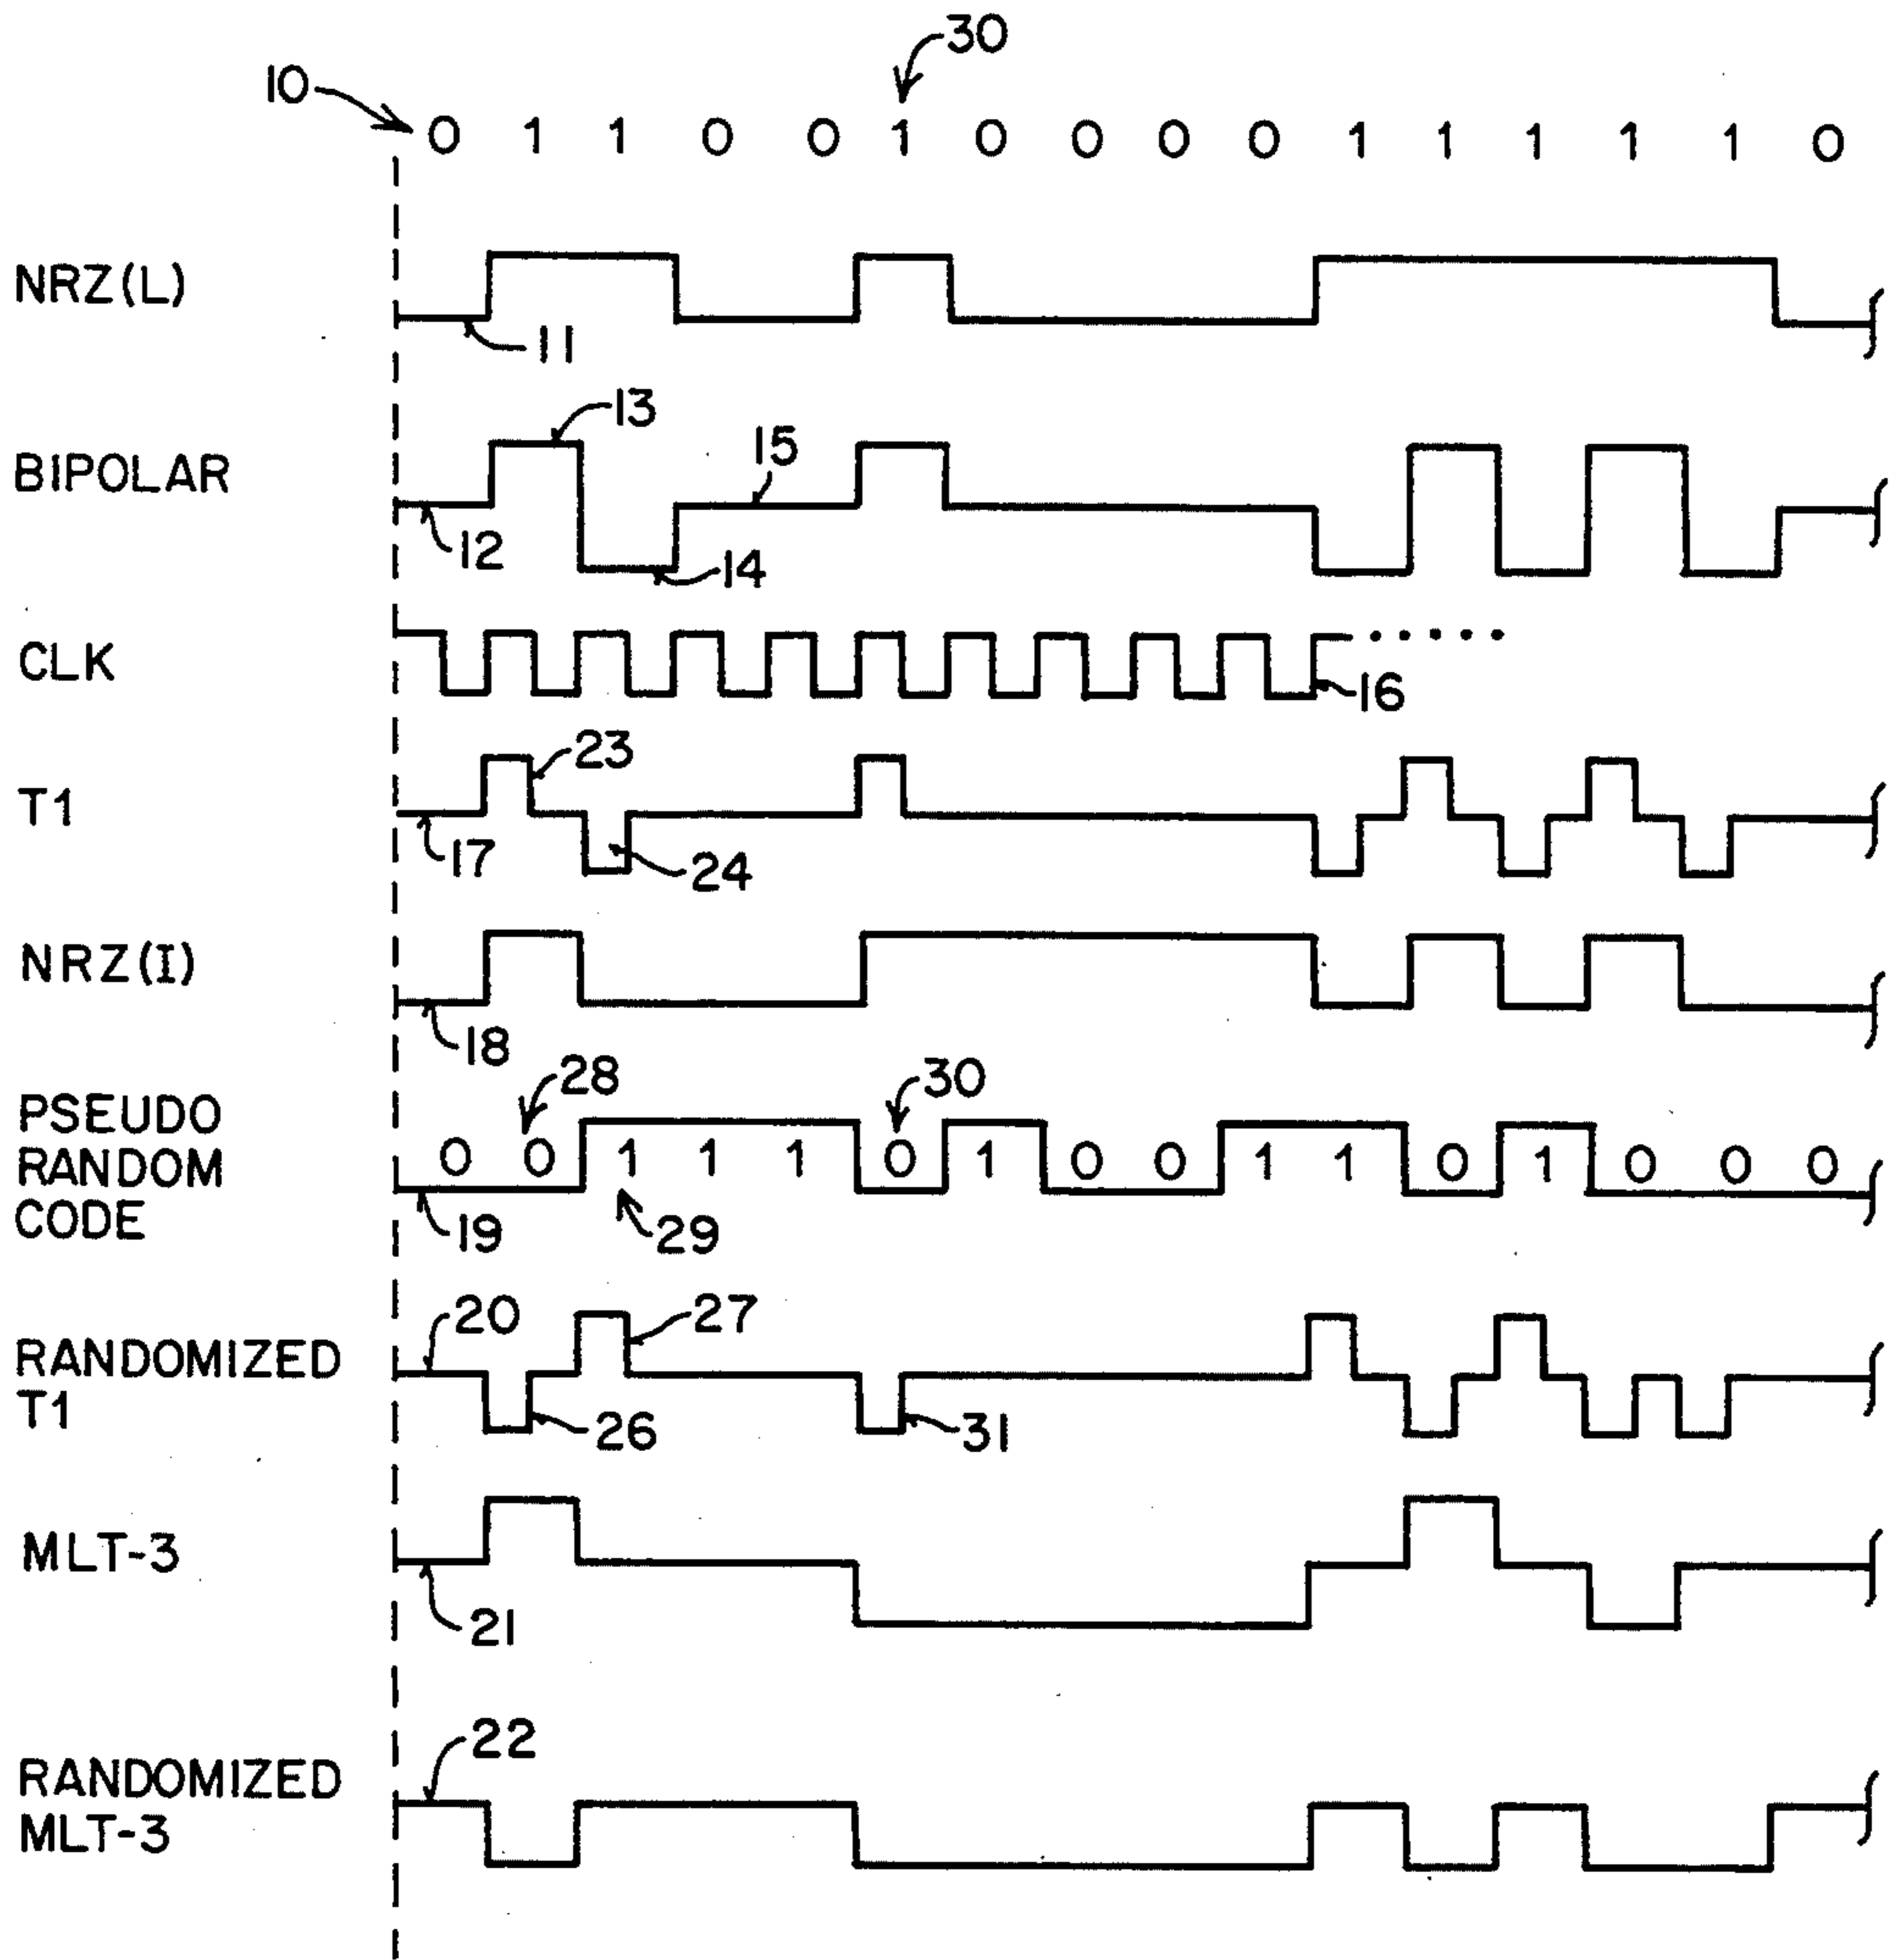 30
10
0 1 1 0 0 1 0 0 0 0 1 1 1 1 1 0
NRZ(L)
11
13
BIPOLAR
15
12
14
CLK
16
23
T1
17
24
NRZ(I)
18
28
30
PSEUDO
RANDOM
CODE
0 0 1 1 1 0 1 0 0 1 1 0 1 0 0 0
19
29
20
27
RANDOMIZED
T1
26
31
MLT-3
21
22
RANDOMIZED
MLT-3